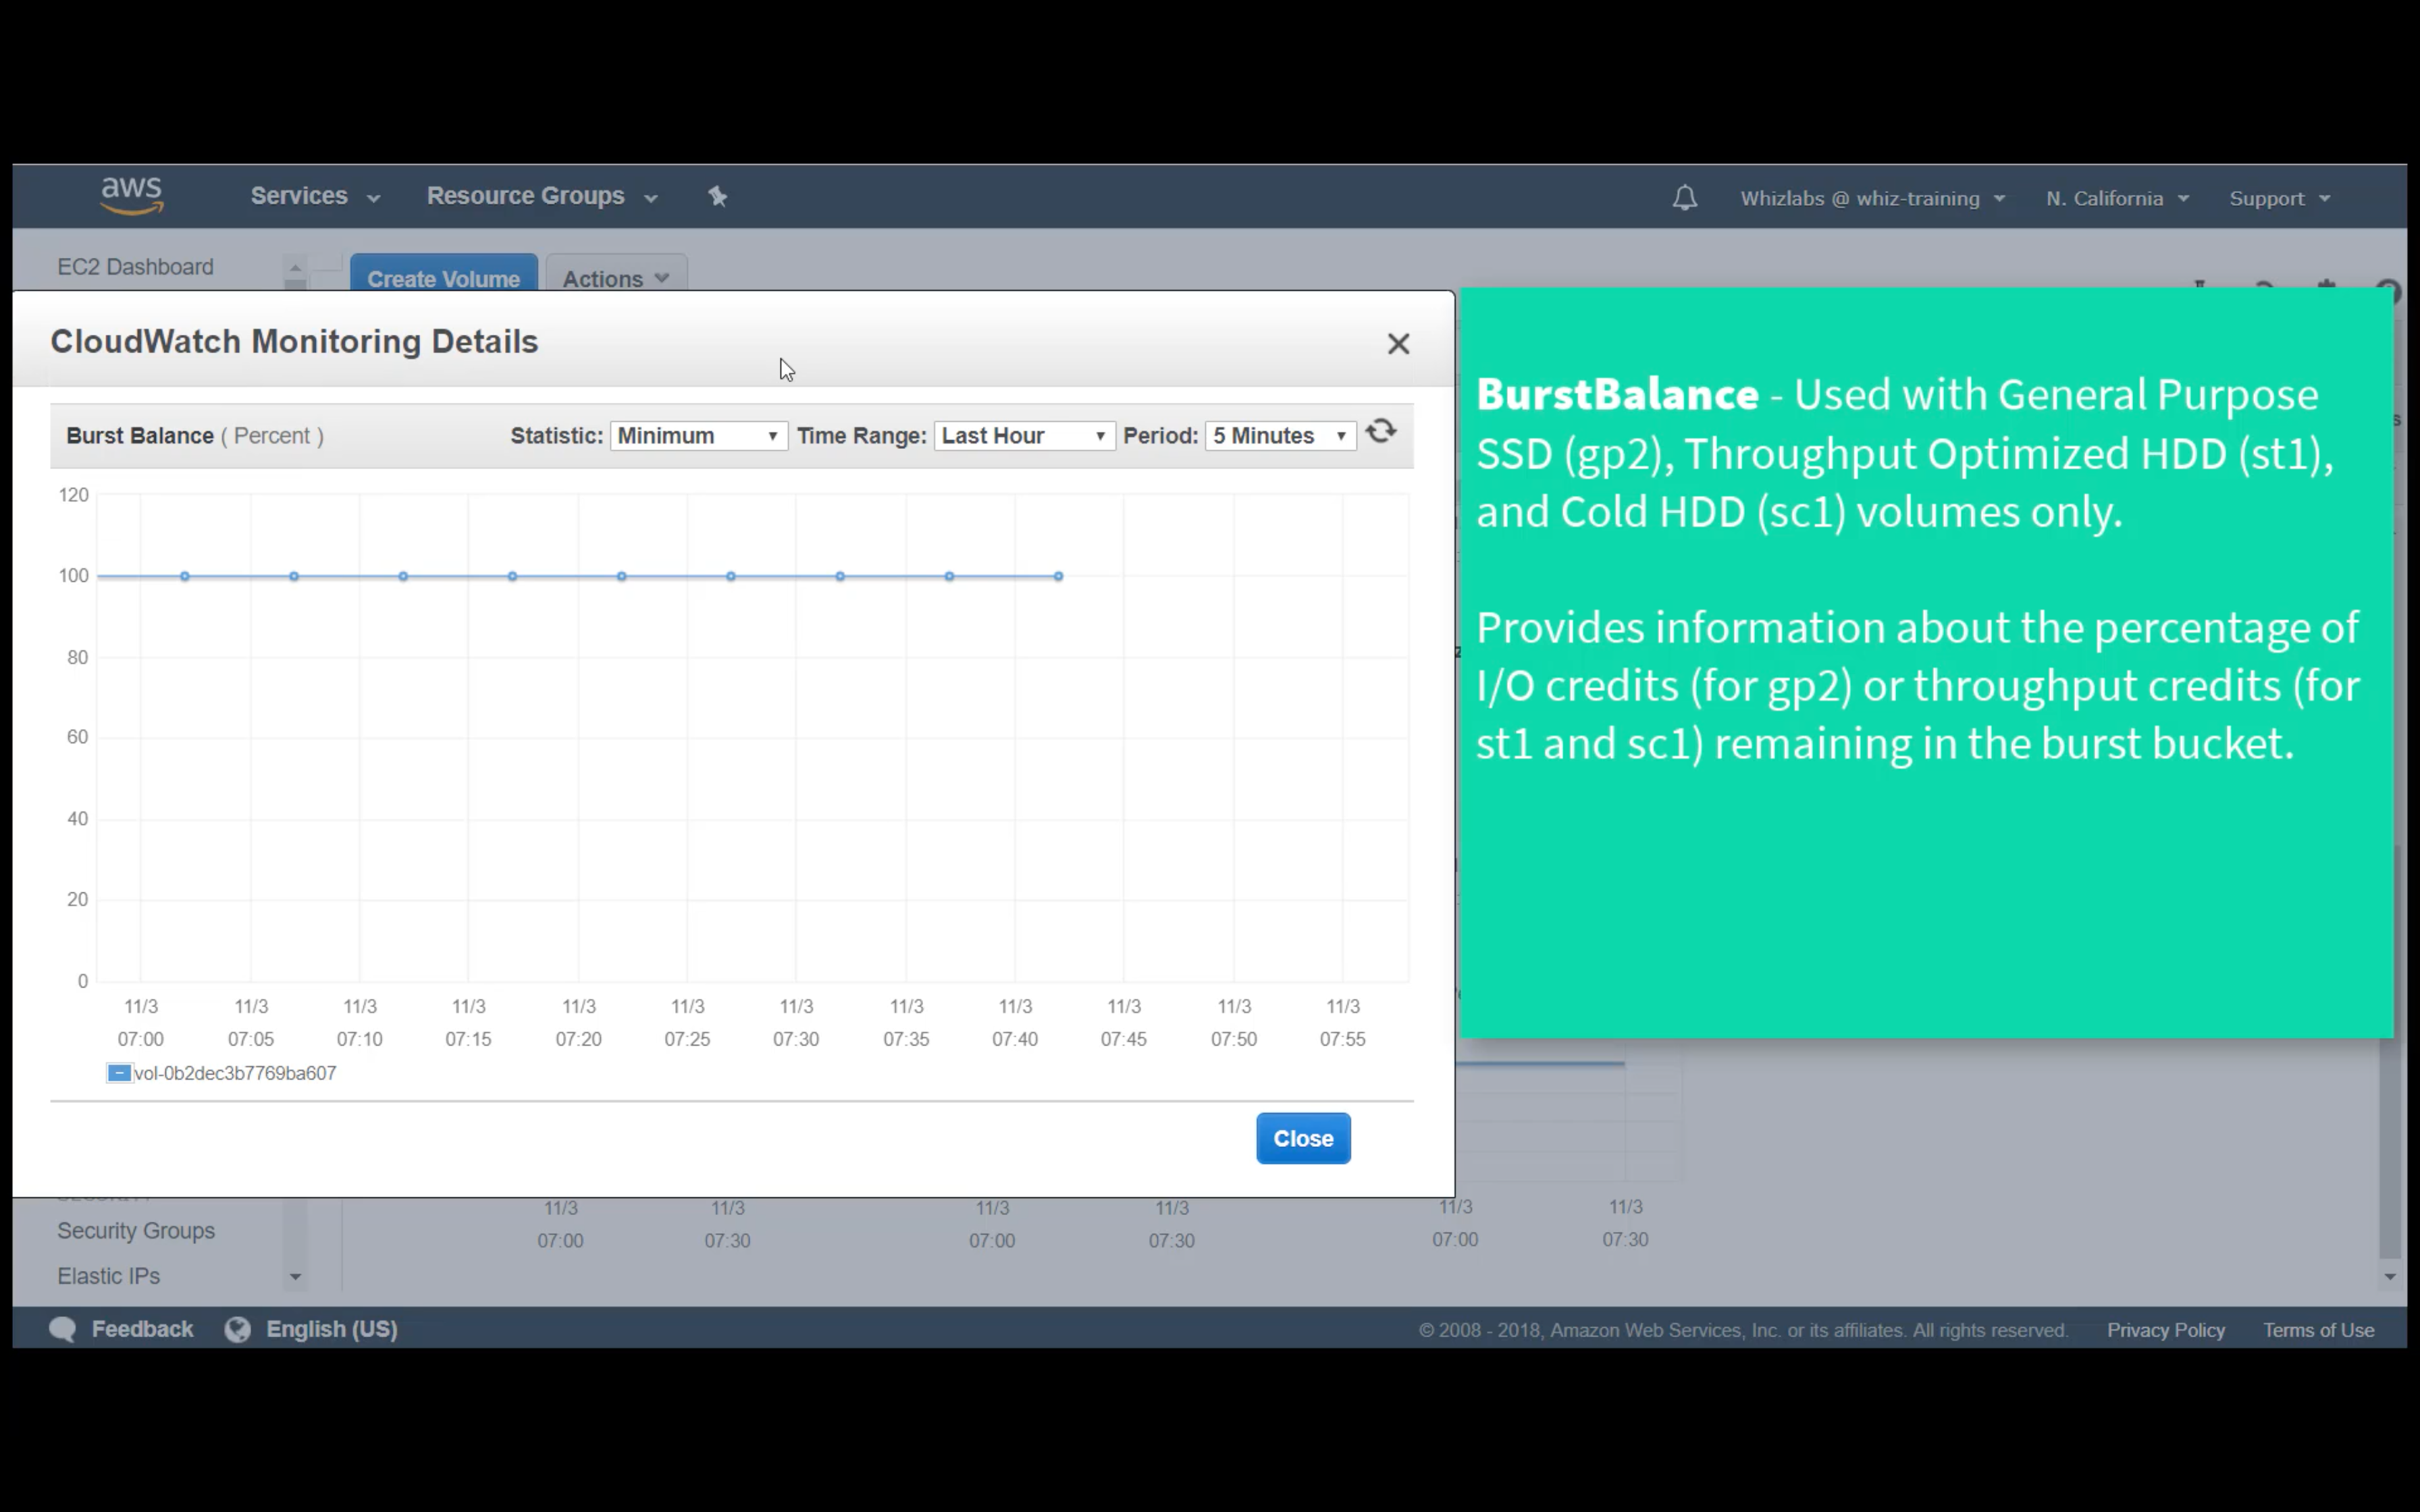 aws Services Resource Groups Whizlabs @ whiz-training N. California Support
EC2 Dashboard Create Volume Actions
CloudWatch Monitoring Details
Burst Balance ( Percent ) Statistic: Minimum Time Range: Last Hour Period: 5 Minutes
120
100
80
60
40
20
0
11/3 11/3 11/3 11/3 11/3 11/3 11/3 11/3 11/3 11/3 11/3 11/3
07:00 07:05 07:10 07:15 07:20 07:25 07:30 07:35 07:40 07:45 07:50 07:55
vol-0b2dec3b7769ba607
Close
BurstBalance - Used with General Purpose
SSD (gp2), Throughput Optimized HDD (st1),
and Cold HDD (sc1) volumes only.
Provides information about the percentage of
I/O credits (for gp2) or throughput credits (for
st1 and sc1) remaining in the burst bucket.
11/3 11/3 11/3 11/3 11/3 11/3
07:00 07:30 07:00 07:30 07:00 07:30
Security Groups
Elastic IPs
Feedback English (US) © 2008 - 2018, Amazon Web Services, Inc. or its affiliates. All rights reserved. Privacy Policy Terms of Use